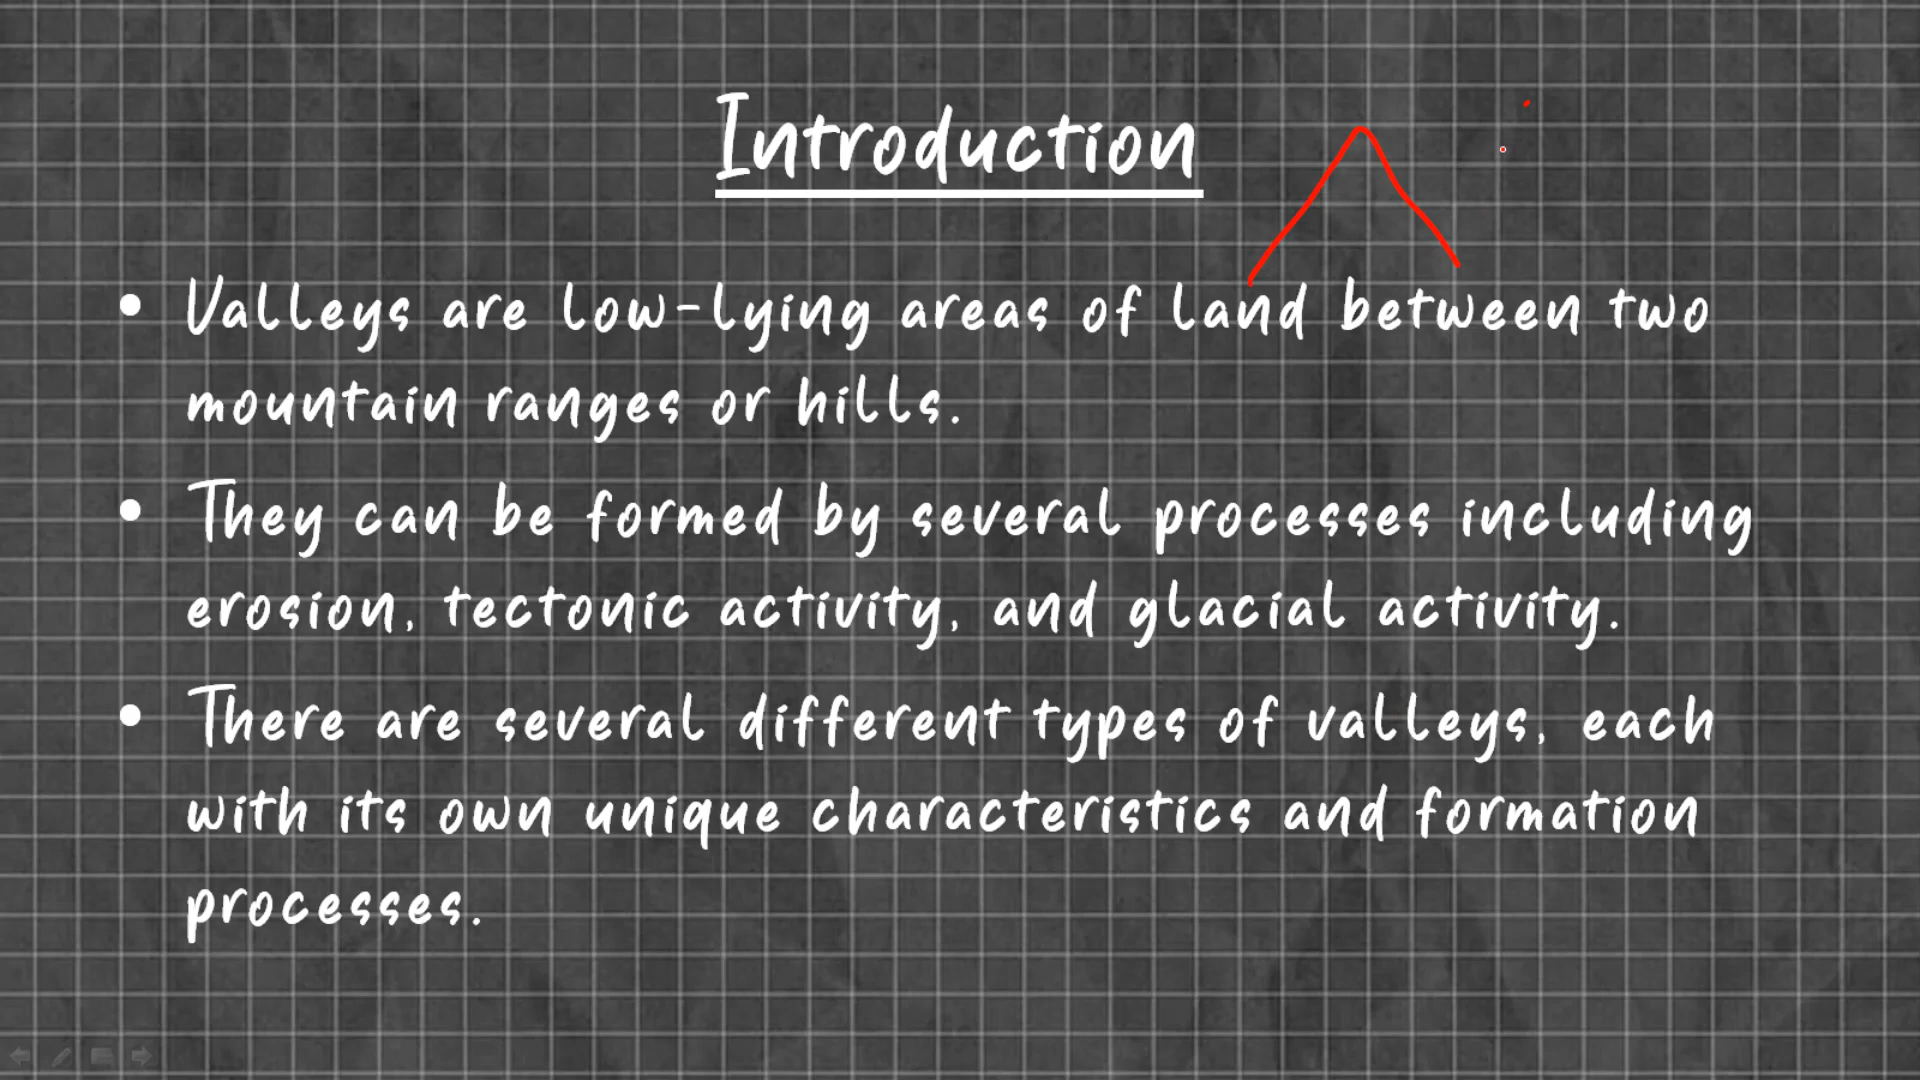 Introduction
• Valleys are low-lying areas of land between two
mountain ranges or hills.
• They can be formed by several processes including
erosion, tectonic activity, and glacial activity.
• There are several different types of valleys, each
with its own unique characteristics and formation
processes.